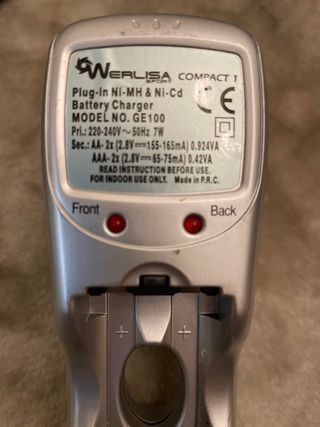 WERLISA SPORT COMPACT 1
Plug-In Ni-MH & Ni-Cd
Battery Charger
MODEL NO. GE100
CE
Pri.: 220-240V~50Hz 7W
Sec.: AA- 2x (2.8V⎓155-165mA) 0.924VA
AAA- 2x (2.8V⎓65-75mA) 0.42VA
READ INSTRUCTION BEFORE USE.
FOR INDOOR USE ONLY. Made in P.R.C.
Front Back
+ +